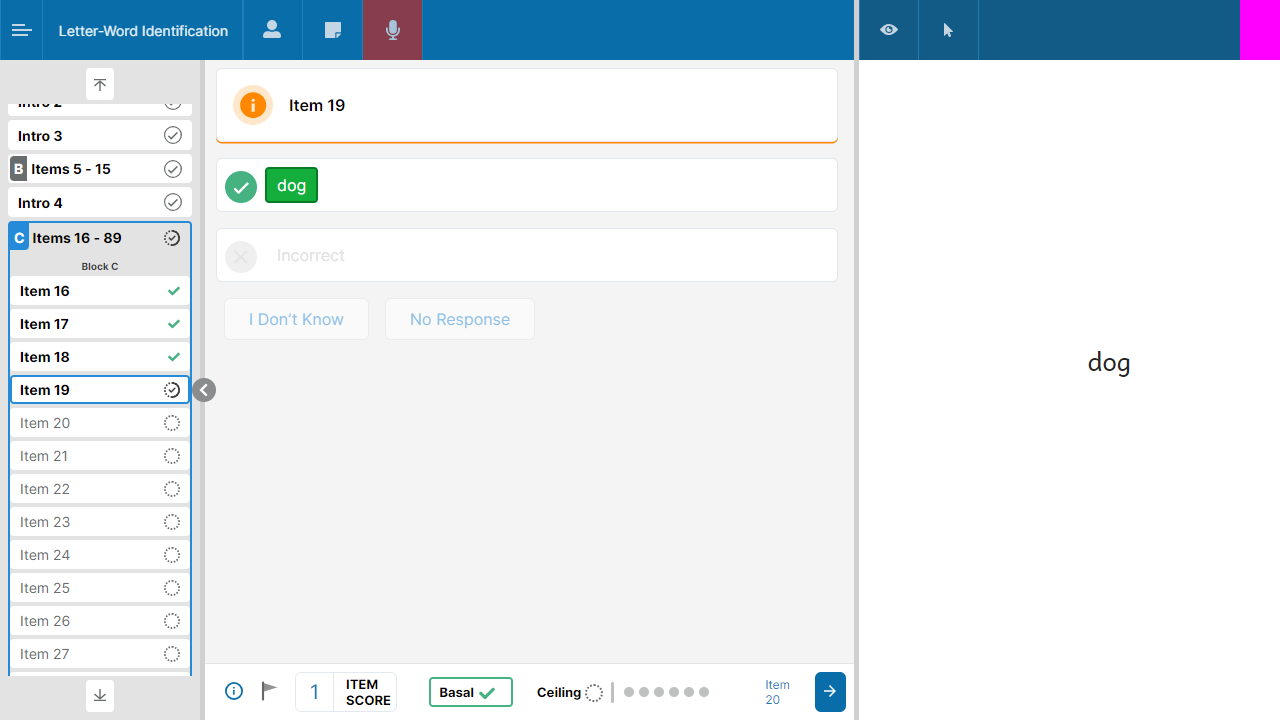 Letter-Word Identification
Intro 2
Intro 3
B Items 5 - 15
Intro 4
C Items 16 - 89
Block C
Item 16
Item 17
Item 18
Item 19
Item 20
Item 21
Item 22
Item 23
Item 24
Item 25
Item 26
Item 27
Item 19
dog
Incorrect
I Don't Know
No Response
1
ITEM
SCORE
Basal
Ceiling
Item
20
dog